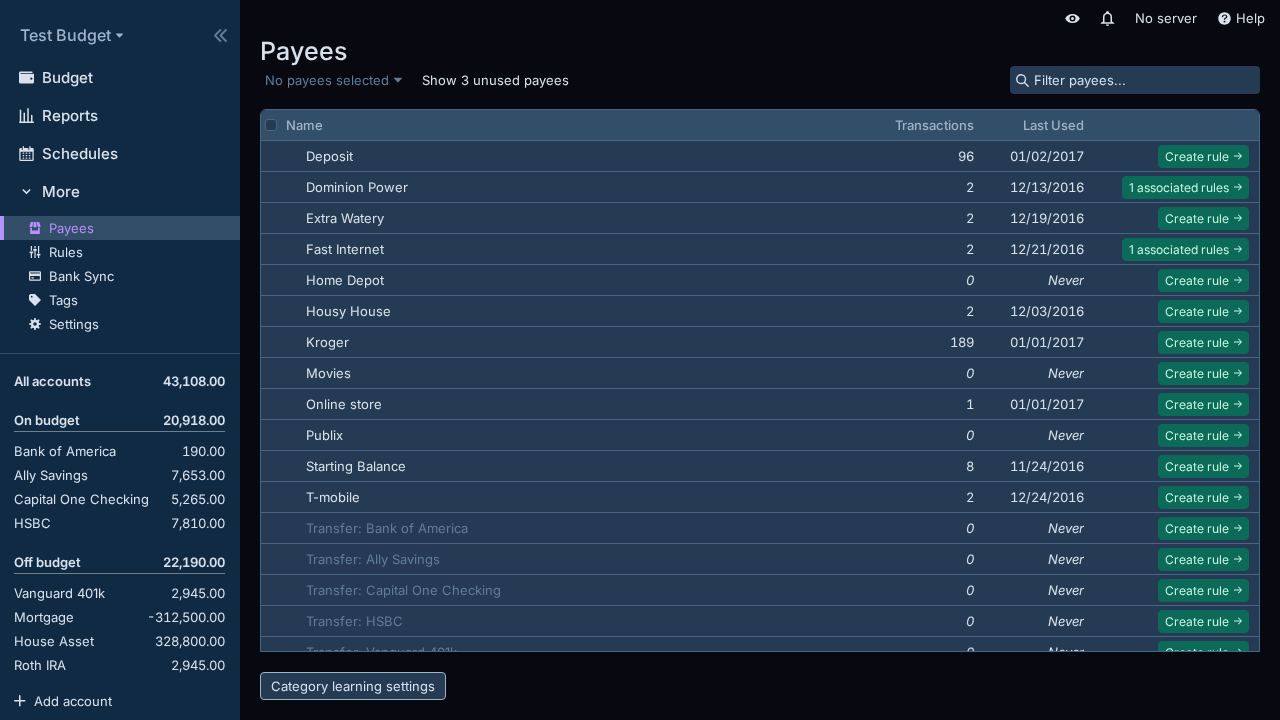 Test Budget
Budget
Reports
Schedules
More
Payees
Rules
Bank Sync
Tags
Settings
All accounts 43,108.00
On budget 20,918.00
Bank of America 190.00
Ally Savings 7,653.00
Capital One Checking 5,265.00
HSBC 7,810.00
Off budget 22,190.00
Vanguard 401k 2,945.00
Mortgage -312,500.00
House Asset 328,800.00
Roth IRA 2,945.00
Add account
No server Help
Payees
No payees selected Show 3 unused payees Filter payees...
Name Transactions Last Used
Deposit 96 01/02/2017 Create rule
Dominion Power 2 12/13/2016 1 associated rules
Extra Watery 2 12/19/2016 Create rule
Fast Internet 2 12/21/2016 1 associated rules
Home Depot 0 Never Create rule
Housy House 2 12/03/2016 Create rule
Kroger 189 01/01/2017 Create rule
Movies 0 Never Create rule
Online store 1 01/01/2017 Create rule
Publix 0 Never Create rule
Starting Balance 8 11/24/2016 Create rule
T-mobile 2 12/24/2016 Create rule
Transfer: Bank of America 0 Never Create rule
Transfer: Ally Savings 0 Never Create rule
Transfer: Capital One Checking 0 Never Create rule
Transfer: HSBC 0 Never Create rule
Transfer: Vanguard 401k 0 Never Create rule
Category learning settings